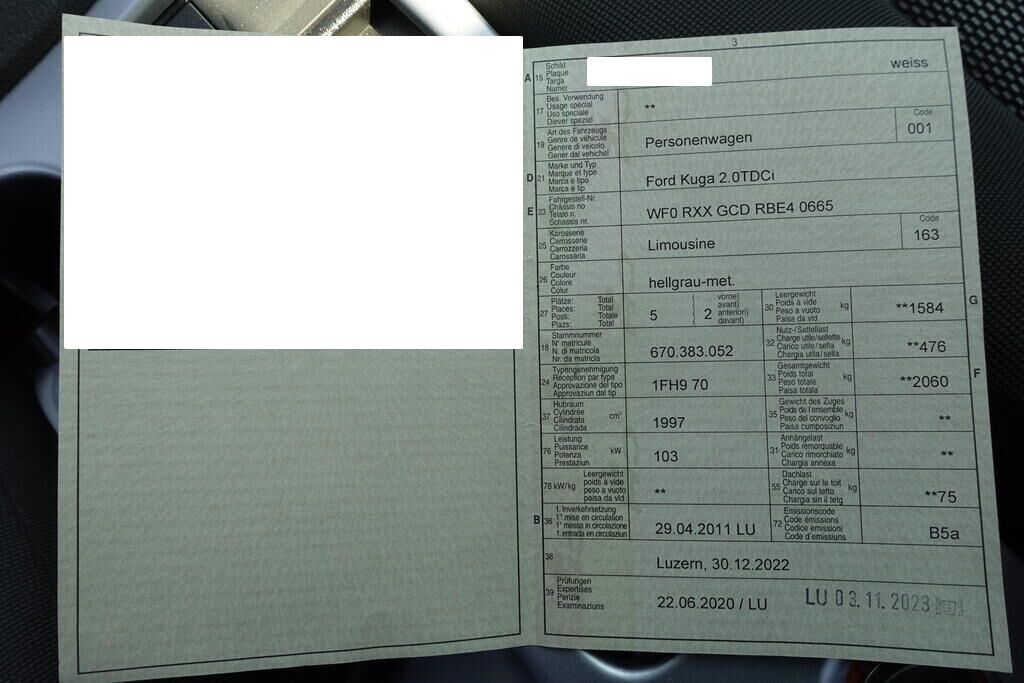 3
A 15 Schild
Plaque
Targa
Numer
weiss
17 Bes. Verwendung
Usage spécial
Uso speciale
Diever spezial
**
19 Art des Fahrzeugs
Genre de véhicule
Genere di veicolo
Gener dal vehichel
Personenwagen
Code
001
D 21 Marke und Typ
Marque et type
Marca e tipo
Marca e tip
Ford Kuga 2.0TDCi
E 23 Fahrgestell-Nr.
Châssis no
Telaio n.
Schassis nr.
WF0 RXX GCD RBE4 0665
25 Karosserie
Carrosserie
Carrozzeria
Carossaria
Limousine
Code
163
26 Farbe
Couleur
Colore
Colur
hellgrau-met.
27 Plätze: Total
Places: Total
Posti: Totale
Plazs: Total
5
2
vorne)
avant)
anteriori)
davant)
G
30 Leergewicht
Poids à vide
Peso a vuoto
Paisa da vid
kg
**1584
18 Stammnummer
N° matricule
N. di matricola
Nr. da matricla
670.383.052
32 Nutz-/Sattellast
Charge utile/sellette
Carico utile/sella
Chargia utila/sella
kg
**476
24 Typengenehmigung
Réception par type
Approvazione del tipo
Approvaziun dal tip
1FH9 70
F
33 Gesamtgewicht
Poids total
Peso totale
Paisa totala
kg
**2060
37 Hubraum
Cylindrée
Cilindrata
Cilindrada
cm³
1997
35 Gewicht des Zuges
Poids de l'ensemble
Peso del convoglio
Paisa cumposiziun
kg
**
76 Leistung
Puissance
Potenza
Prestaziun
kW
103
31 Anhängelast
Poids remorquable
Carico rimorchiato
Chargia annexa
kg
**
78 kW/kg Leergewicht
poids à vide
peso a vuoto
paisa da vid
**
55 Dachlast
Charge sur le toit
Carico sul tetto
Chargia sin il tetg
kg
**75
B 36 1. Inverkehrsetzung
1re mise en circulation
1a messa in circolazione
1. entrada en circulaziun
29.04.2011 LU
72 Emissionscode
Code émissions
Codice emissioni
Code d'emissiuns
B5a
38
Luzern, 30.12.2022
39 Prüfungen
Expertises
Perizie
Examinaziuns
22.06.2020 / LU
LU 03.11.2023